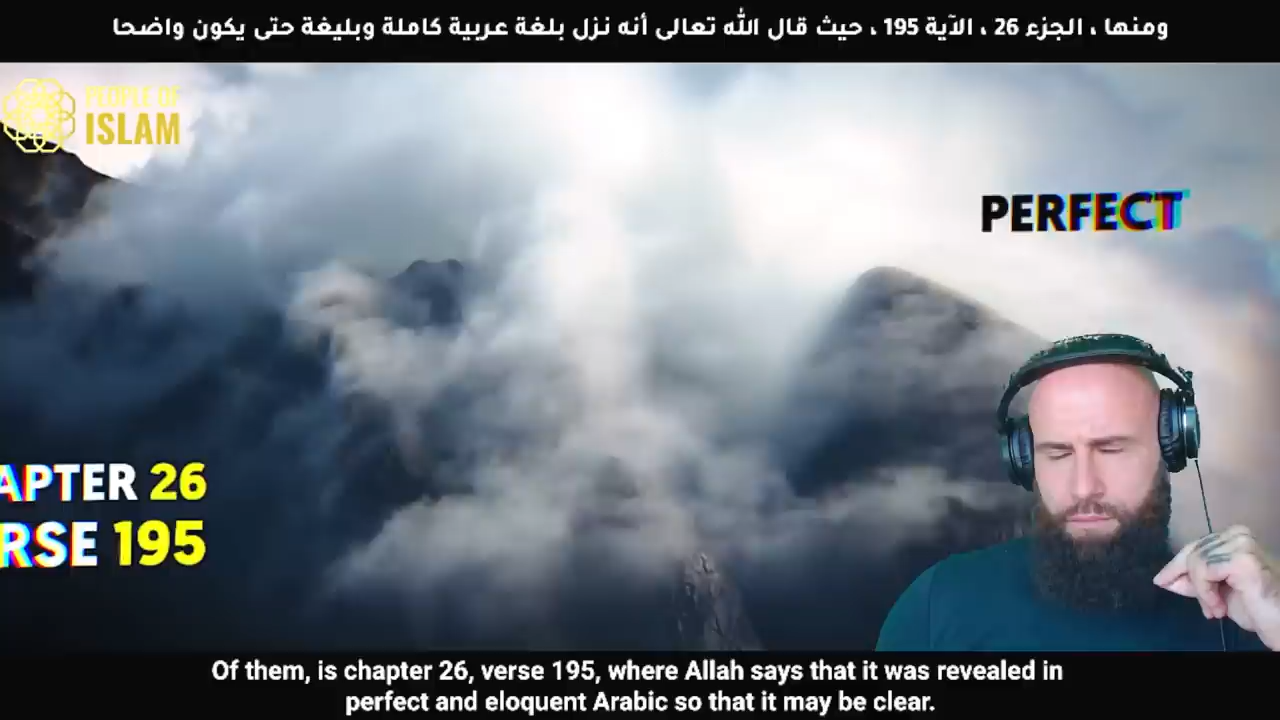 ومنها ، الجزء 26 ، الآية 195 ، حيث قال الله تعالى أنه نزل بلغة عربية كاملة وبليغة حتى يكون واضحا
PEOPLE OF
ISLAM
PERFECT
APTER 26
RSE 195
Of them, is chapter 26, verse 195, where Allah says that it was revealed in
perfect and eloquent Arabic so that it may be clear.